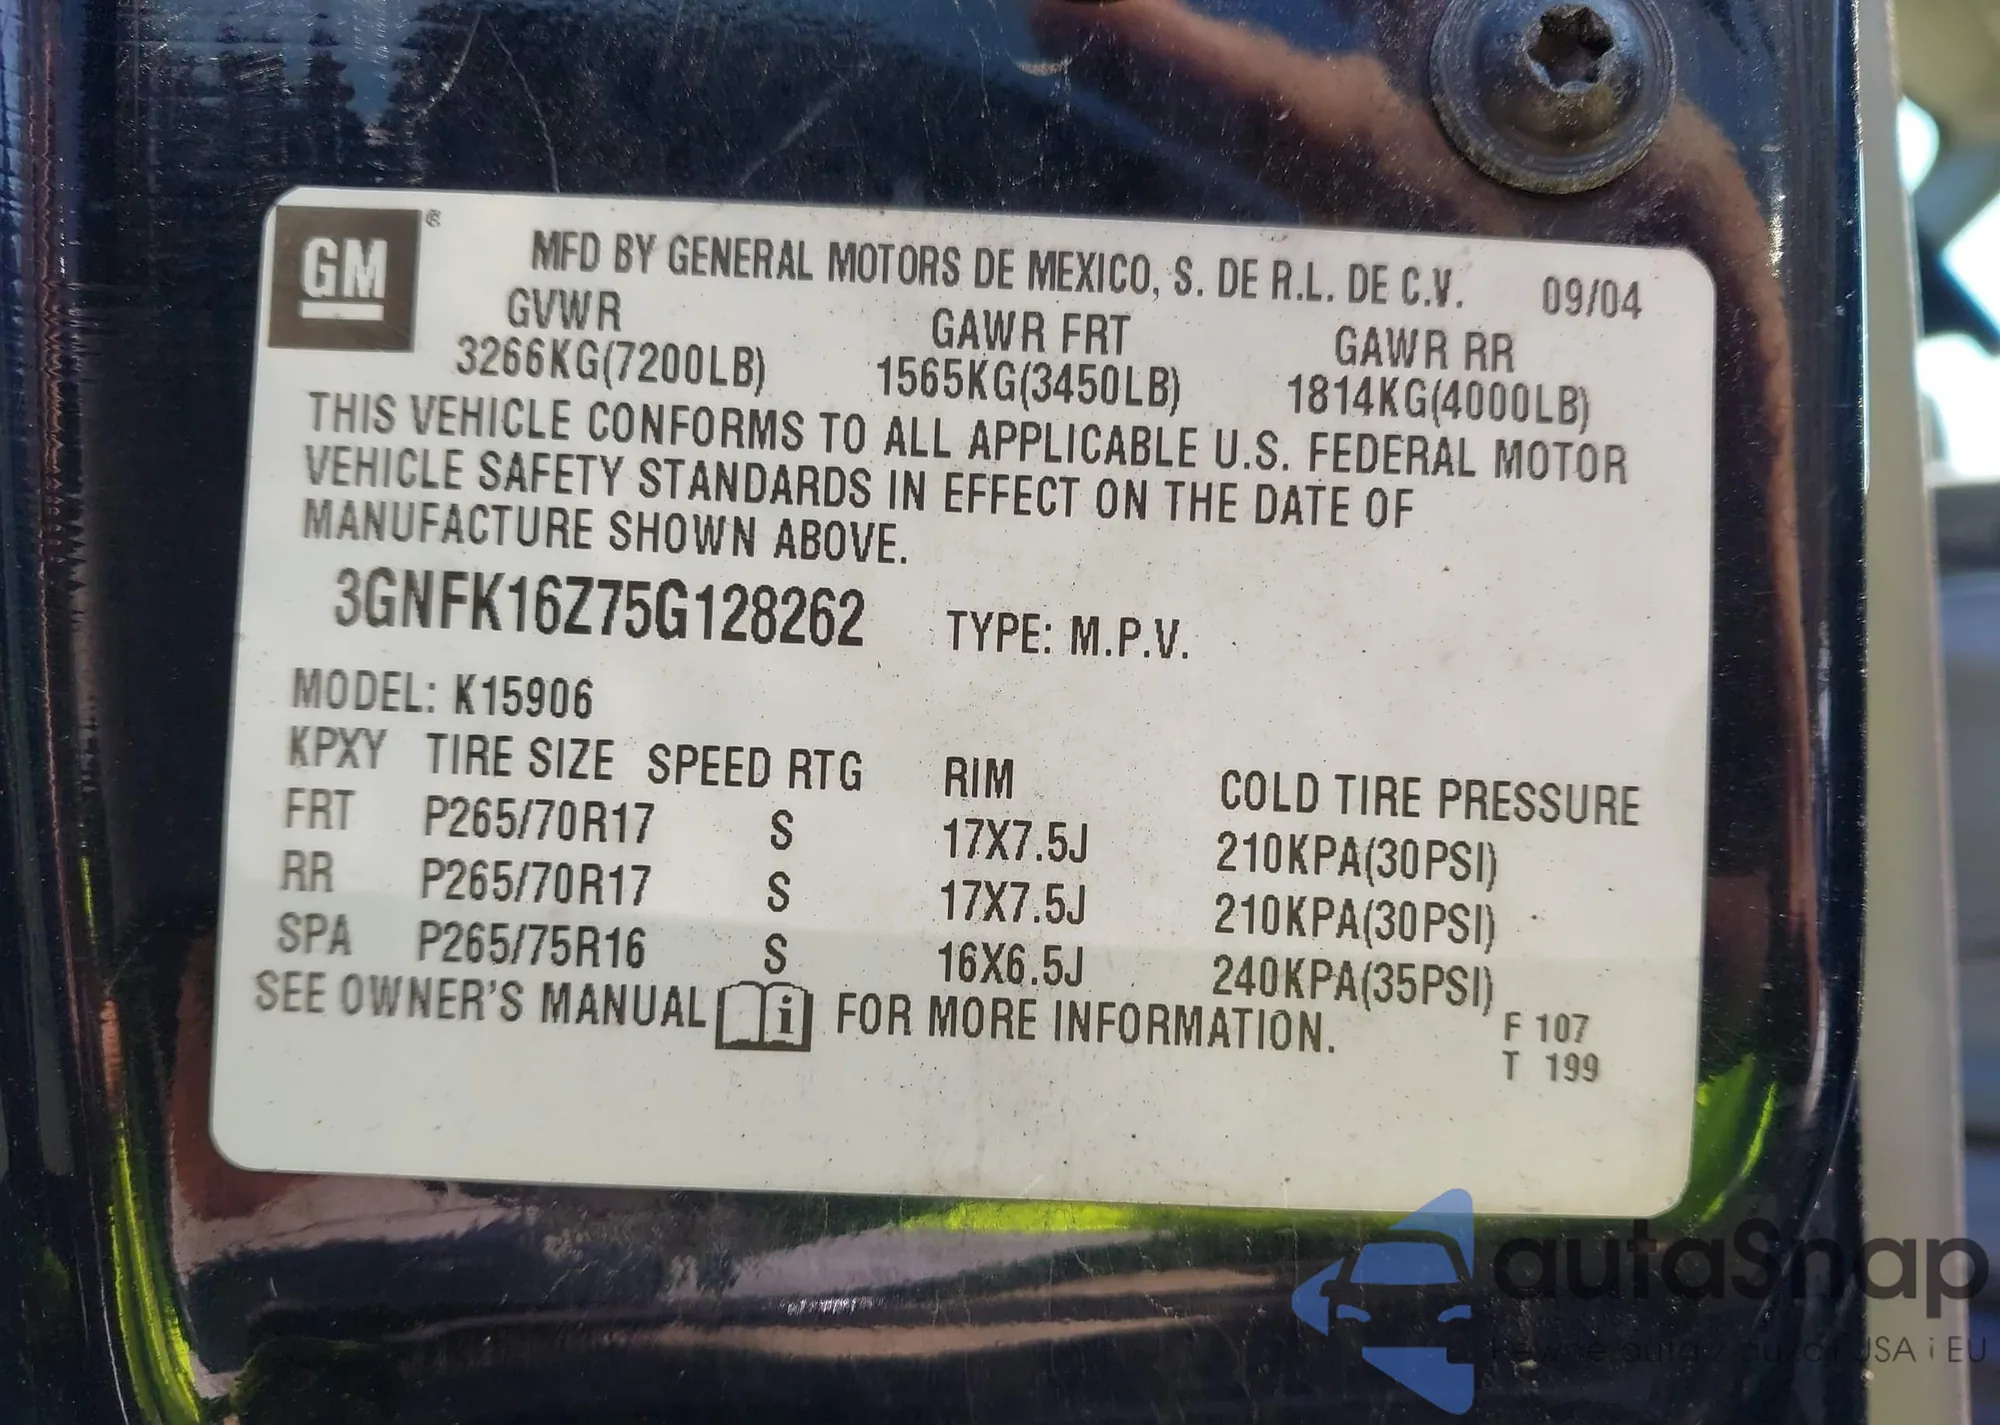 GM ®
MFD BY GENERAL MOTORS DE MEXICO, S. DE R.L. DE C.V. 09/04
GVWR GAWR FRT GAWR RR
3266KG(7200LB) 1565KG(3450LB) 1814KG(4000LB)
THIS VEHICLE CONFORMS TO ALL APPLICABLE U.S. FEDERAL MOTOR
VEHICLE SAFETY STANDARDS IN EFFECT ON THE DATE OF
MANUFACTURE SHOWN ABOVE.
3GNFK16Z75G128262 TYPE: M.P.V.
MODEL: K15906
KPXY TIRE SIZE SPEED RTG RIM COLD TIRE PRESSURE
FRT P265/70R17 S 17X7.5J 210KPA(30PSI)
RR P265/70R17 S 17X7.5J 210KPA(30PSI)
SPA P265/75R16 S 16X6.5J 240KPA(35PSI)
SEE OWNER'S MANUAL i FOR MORE INFORMATION.
F 107
T 199
autaSnap
auta z USA i EU